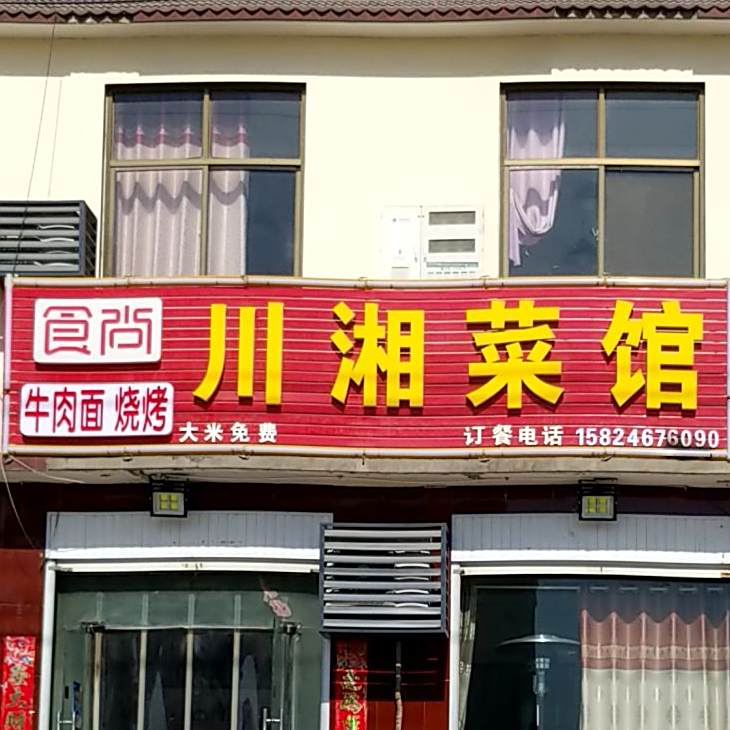 食尚
川湘菜馆
牛肉面 烧烤
大米免费
订餐电话 15824676090